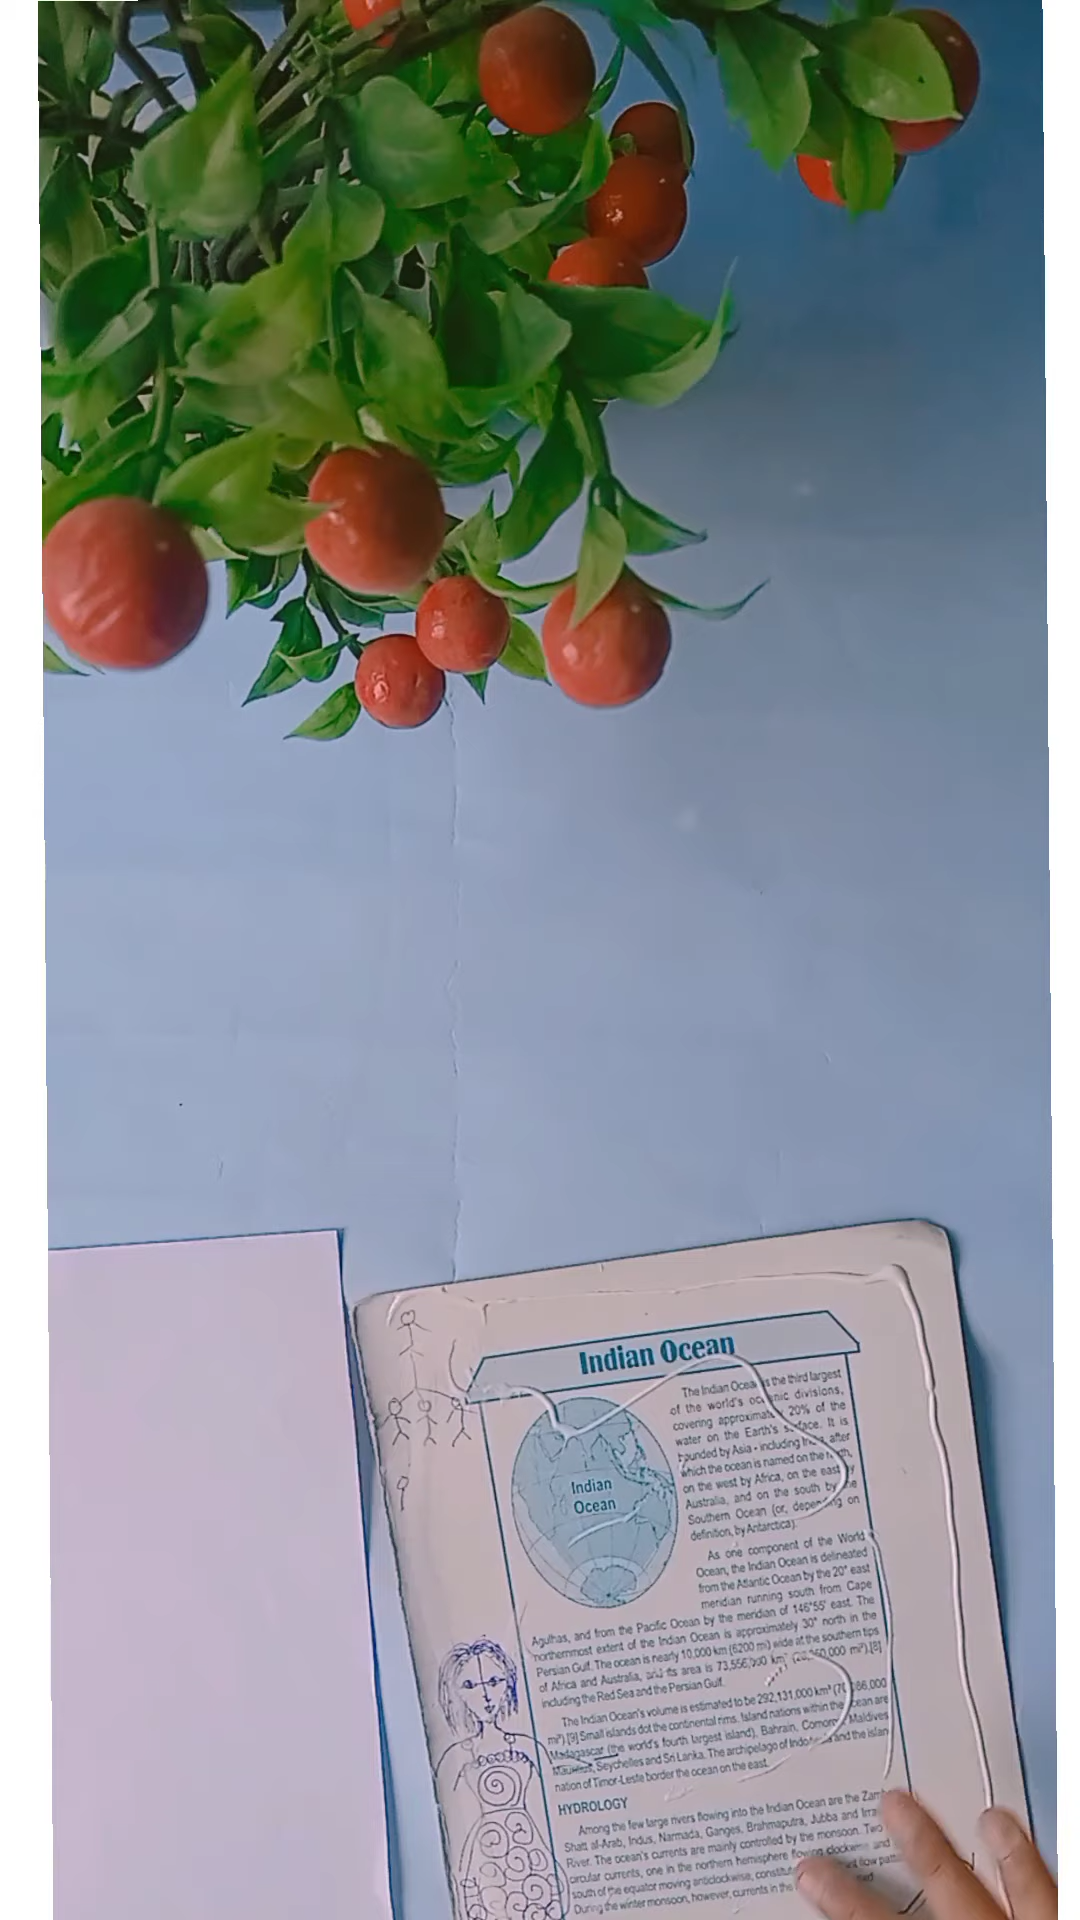 Indian Ocean
Indian
Ocean
The Indian Ocean is the third largest
of the world's oceanic divisions,
covering approximately 20% of the
water on the Earth's surface. It is
bounded by Asia - including India, after
which the ocean is named on the north,
on the west by Africa, on the east by
Australia, and on the south by the
Southern Ocean (or, depending on
definition, by Antarctica).
As one component of the World
Ocean, the Indian Ocean is delineated
from the Atlantic Ocean by the 20° east
meridian running south from Cape
Agulhas, and from the Pacific Ocean by the meridian of 146°55' east. The
northernmost extent of the Indian Ocean is approximately 30° north in the
Persian Gulf. The ocean is nearly 10,000 km (6200 mi) wide at the southern tips
of Africa and Australia, and its area is 73,556,000 km² mi²).[8]
including the Red Sea and the Persian Gulf.
The Indian Ocean's volume is estimated to be 292,131,000 km³
mi³).[9] Small islands dot the continental rims. Island nations within the ocean are
Madagascar (the world's fourth largest island), Bahrain, Comoros, Maldives
Mauritius, Seychelles and Sri Lanka. The archipelago of and the
nation of Timor-Leste border the ocean on the east.
HYDROLOGY
Among the few large rivers flowing into the Indian Ocean are the
Shatt al-Arab, Indus, Narmada, Ganges, Brahmaputra, Jubba and
River. The ocean's currents are mainly controlled by the monsoon. Two
circular currents, one in the northern hemisphere flowing clockwise and
south of the equator moving anticlockwise, flow
During the winter monsoon, however, currents in the